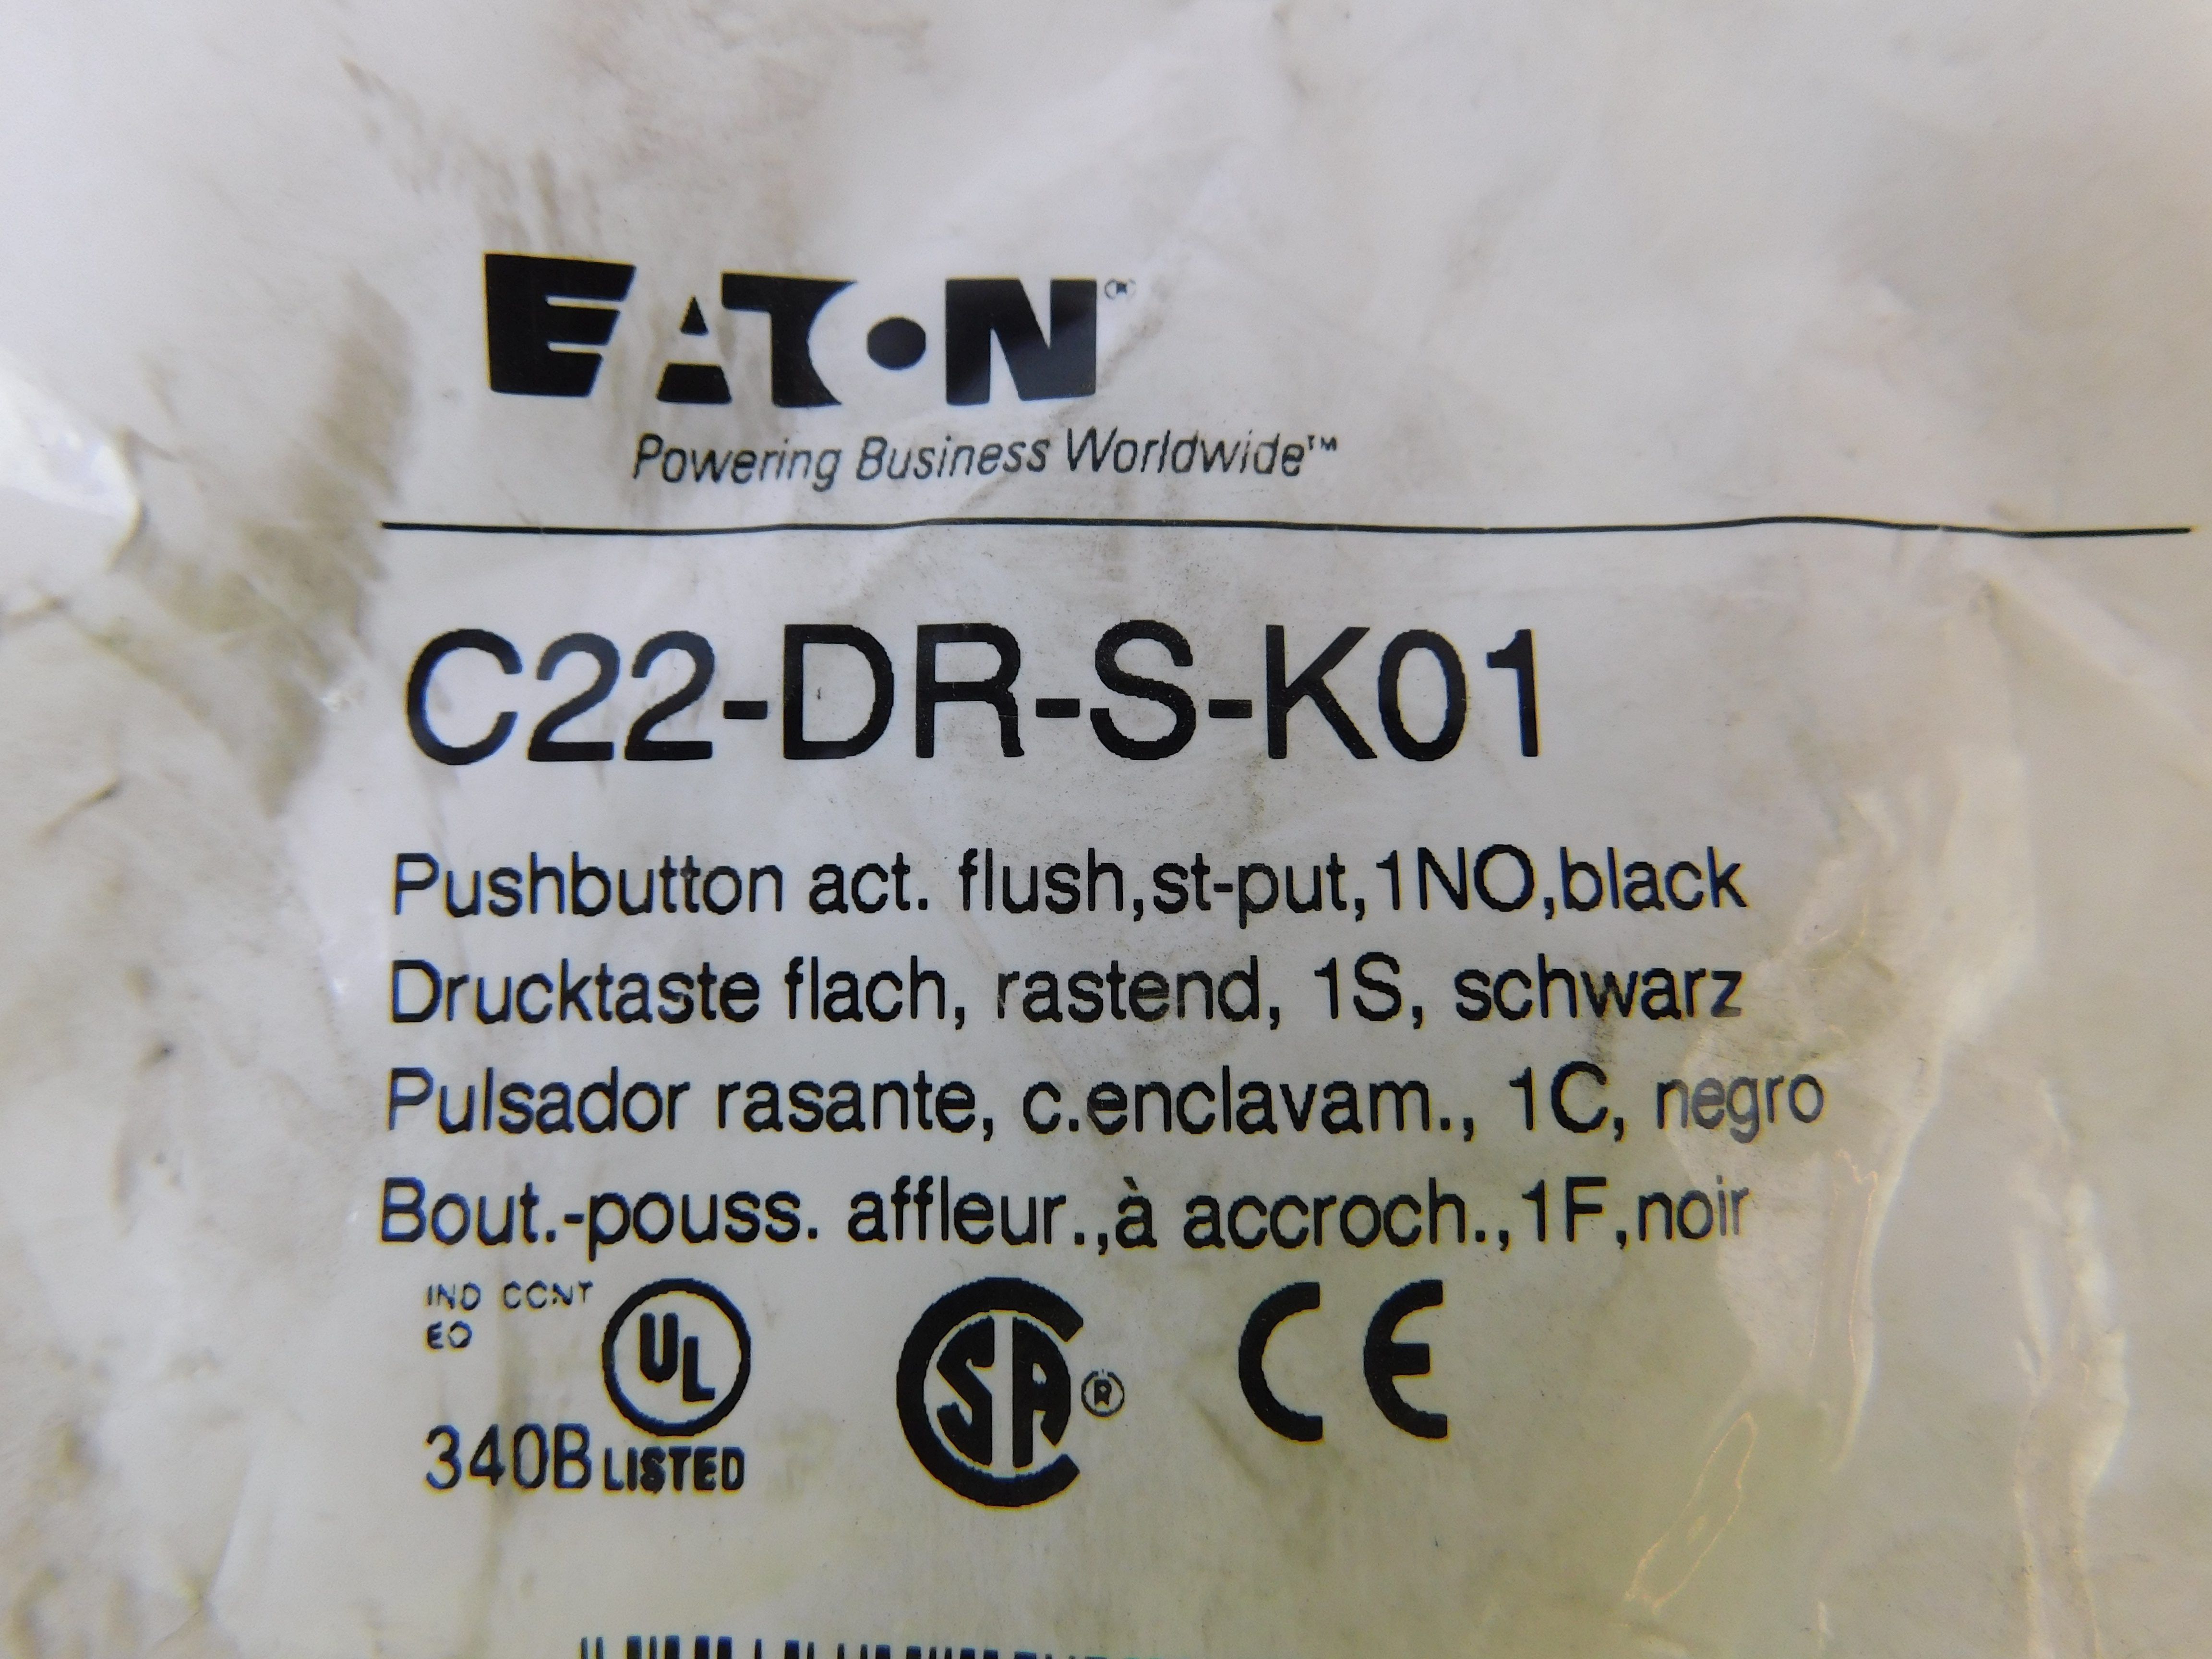 EATON®
Powering Business Worldwide™
C22-DR-S-K01
Pushbutton act. flush,st-put,1NO,black
Drucktaste flach, rastend, 1S, schwarz
Pulsador rasante, c.enclavam., 1C, negro
Bout.-pouss. affleur.,à accroch.,1F,noir
IND CONT
EQ
UL
SA ®
CE
340B LISTED